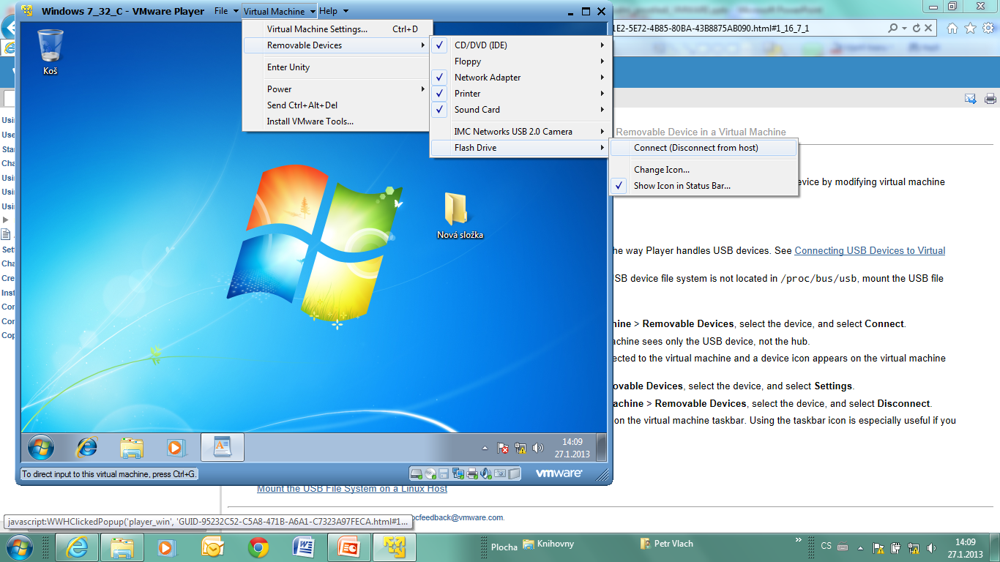 Windows 7_32_C - VMware Player File Virtual Machine Help
Virtual Machine Settings... Ctrl+D
Removable Devices
Enter Unity
Power
Send Ctrl+Alt+Del
Install VMware Tools...
CD/DVD (IDE)
Floppy
Network Adapter
Printer
Sound Card
IMC Networks USB 2.0 Camera
Flash Drive
Connect (Disconnect from host)
Change Icon...
Show Icon in Status Bar...
Koš
Nová složka
14:09
27.1.2013
To direct input to this virtual machine, press Ctrl+G.
vmware
1E2-5E72-4B85-80BA-43B8875AB090.html#1_16_7_1
Removable Device in a Virtual Machine
evice by modifying virtual machine
he way Player handles USB devices. See Connecting USB Devices to Virtual
SB device file system is not located in /proc/bus/usb, mount the USB file
hine > Removable Devices, select the device, and select Connect.
achine sees only the USB device, not the hub.
ected to the virtual machine and a device icon appears on the virtual machine
ovable Devices, select the device, and select Settings.
achine > Removable Devices, select the device, and select Disconnect.
on the virtual machine taskbar. Using the taskbar icon is especially useful if you
Usin
Use
Star
Cha
Usin
Usin
Usin
Set
Cha
Cre
Inst
Con
Con
Cop
Mount the USB File System on a Linux Host
ocfeedback@vmware.com.
javascript:WWHClickedPopup('player_win', 'GUID-95232C52-C5A8-471B-A6A1-C7323A97FECA.html#1...
Plocha Knihovny Petr Vlach » CS
14:09
27.1.2013